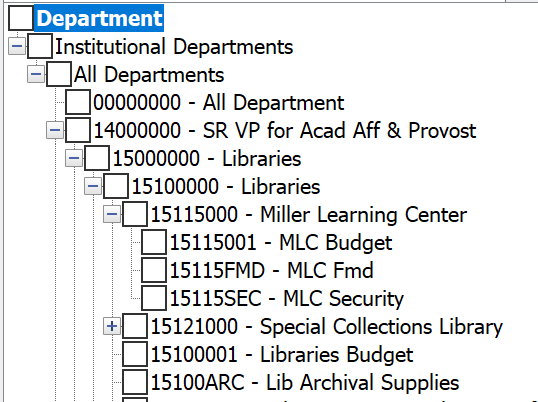 Department
Institutional Departments
All Departments
00000000 - All Department
14000000 - SR VP for Acad Aff & Provost
15000000 - Libraries
15100000 - Libraries
15115000 - Miller Learning Center
15115001 - MLC Budget
15115FMD - MLC Fmd
15115SEC - MLC Security
15121000 - Special Collections Library
15100001 - Libraries Budget
15100ARC - Lib Archival Supplies